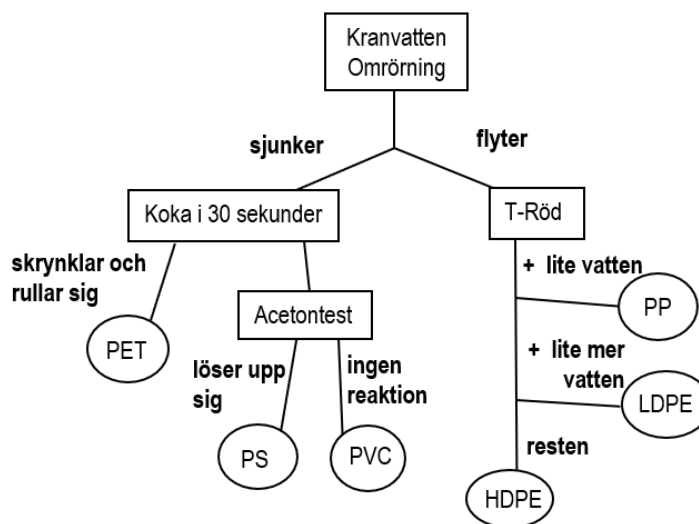 Kranvatten
Omrörning
sjunker
flyter
Koka i 30 sekunder
T-Röd
skrynklar och
rullar sig
+ lite vatten
PP
PET
Acetontest
löser upp
sig
ingen
reaktion
+ lite mer
vatten
LDPE
PS
PVC
resten
HDPE